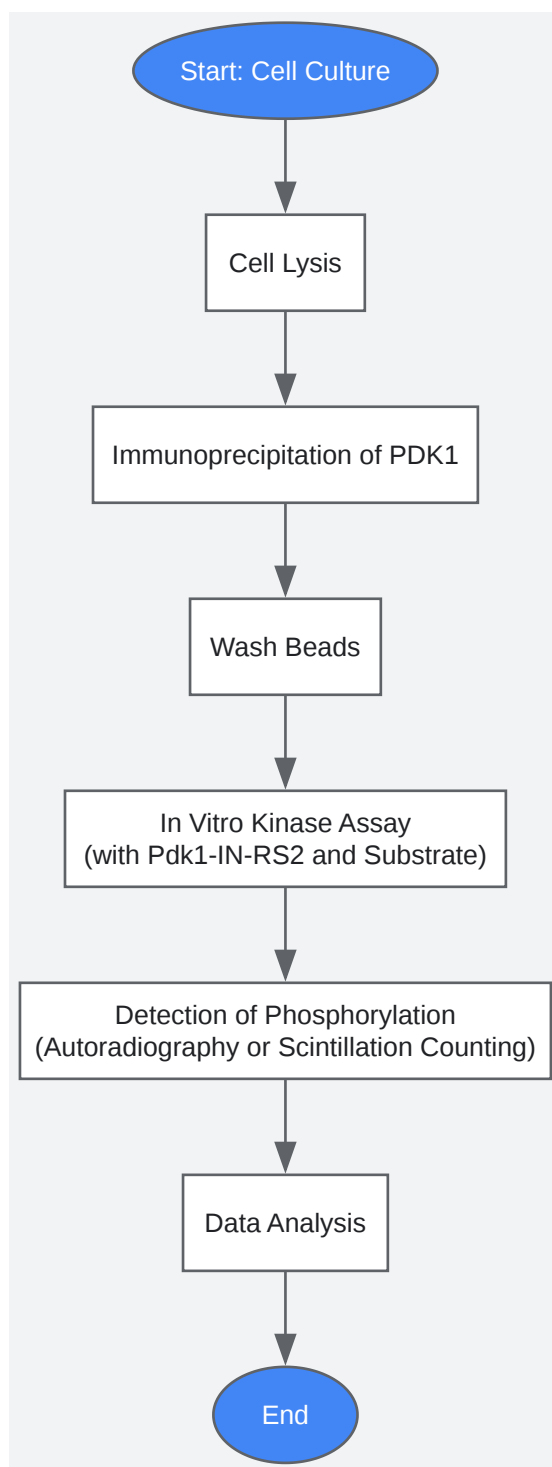 Start: Cell Culture
Cell Lysis
Immunoprecipitation of PDK1
Wash Beads
In Vitro Kinase Assay
(with Pdk1-IN-RS2 and Substrate)
Detection of Phosphorylation
(Autoradiography or Scintillation Counting)
Data Analysis
End